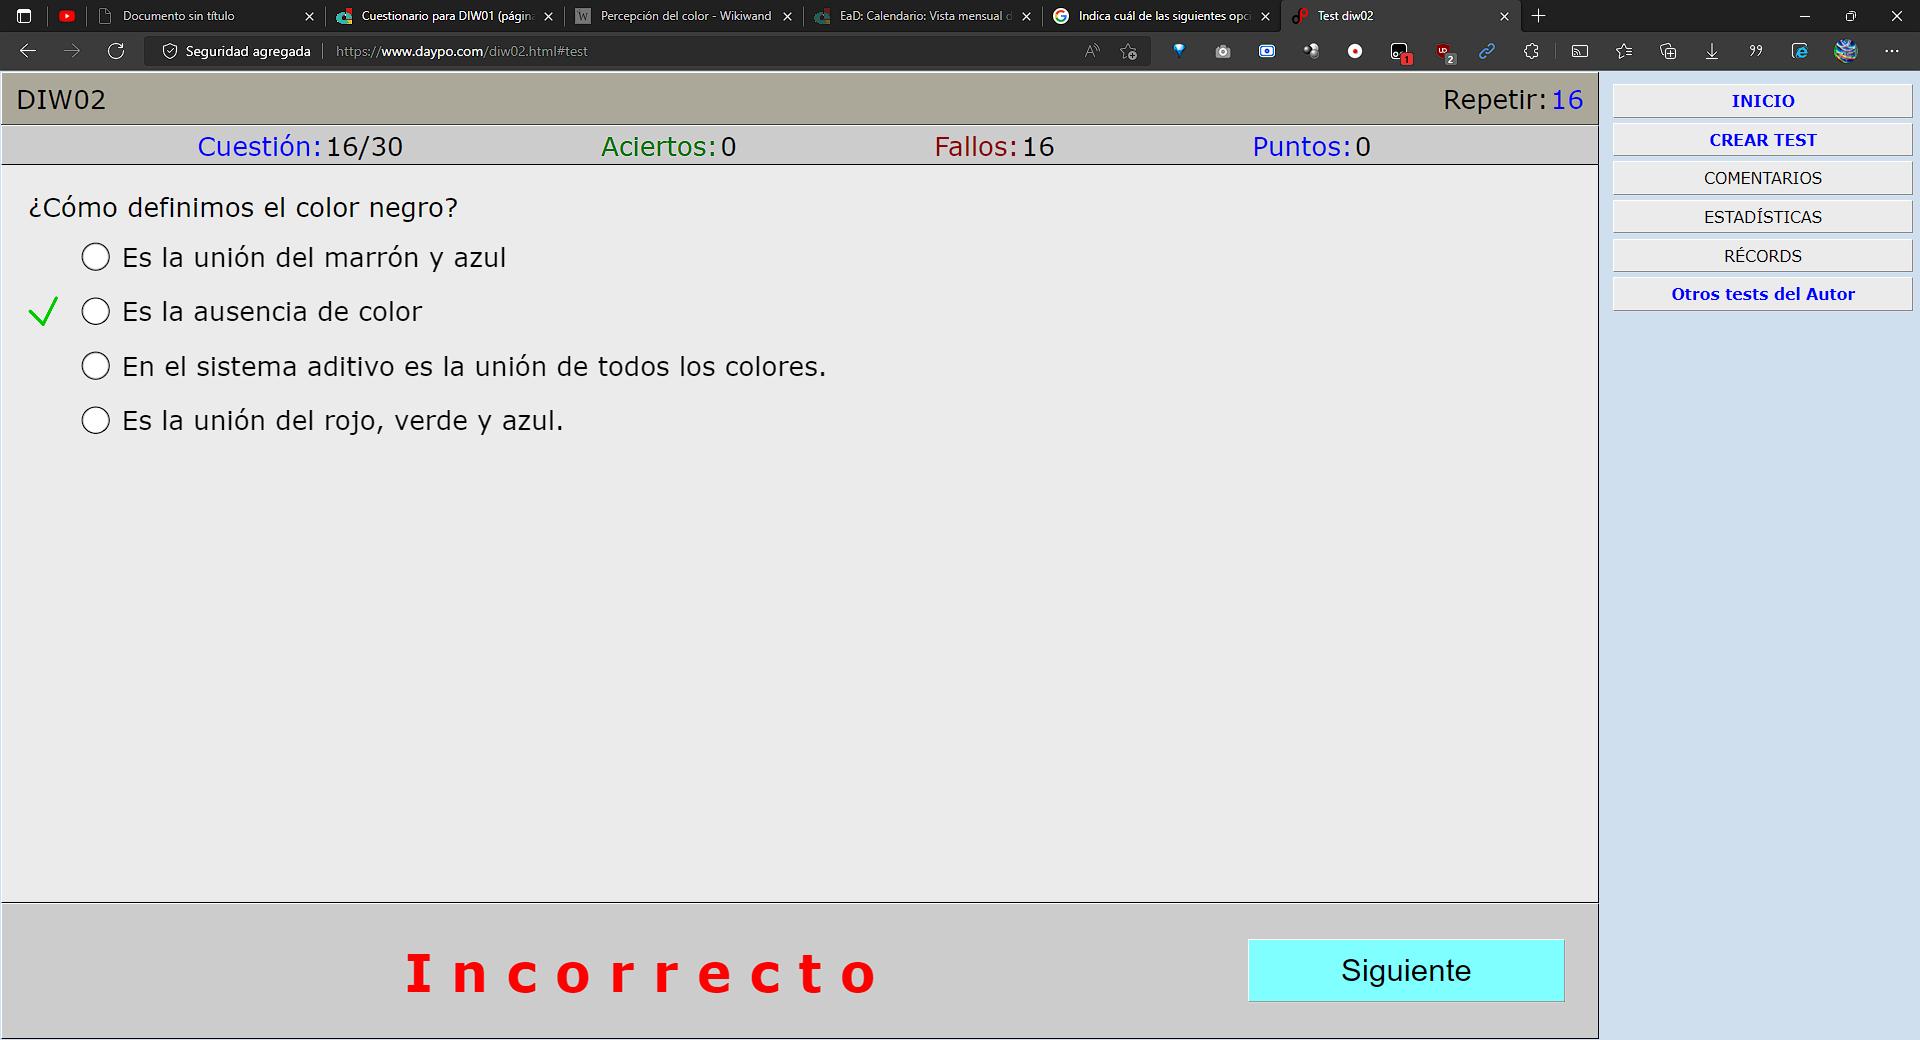 Documento sin título
Cuestionario para DIW01 (págin
Percepción del color - Wikiwand
EaD: Calendario: Vista mensual d
Indica cuál de las siguientes opc
Test diw02
Seguridad agregada
https://www.daypo.com/diw02.html#test
1
2
DIW02
Repetir: 16
Cuestión: 16/30
Aciertos: 0
Fallos: 16
Puntos: 0
¿Cómo definimos el color negro?
Es la unión del marrón y azul
Es la ausencia de color
En el sistema aditivo es la unión de todos los colores.
Es la unión del rojo, verde y azul.
Incorrecto
Siguiente
INICIO
CREAR TEST
COMENTARIOS
ESTADÍSTICAS
RÉCORDS
Otros tests del Autor